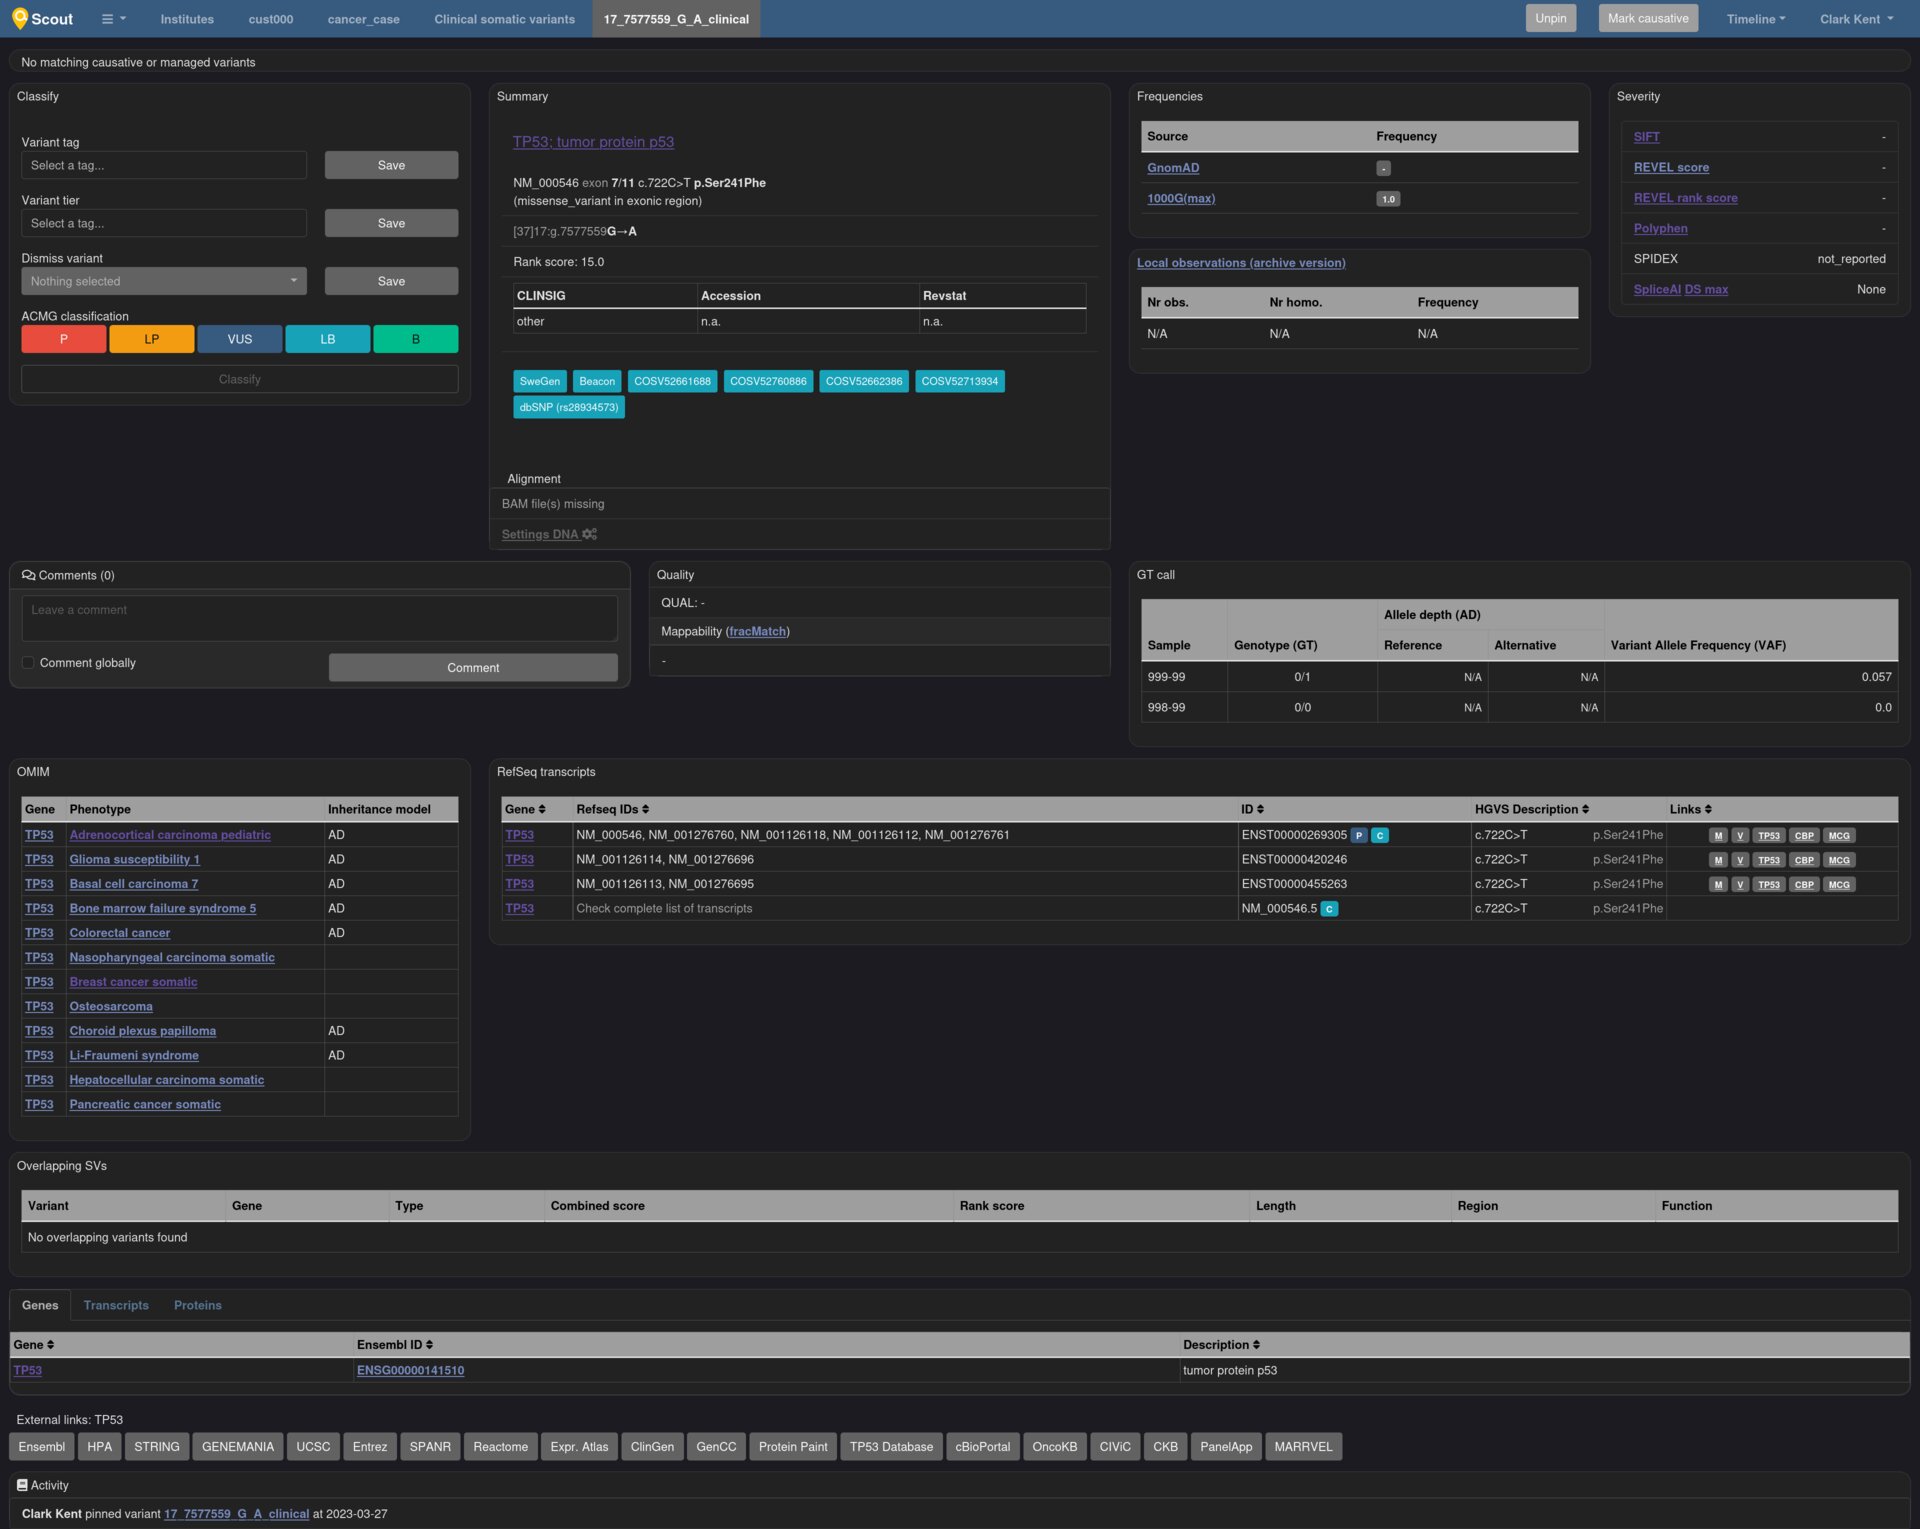 Scout Institutes cust000 cancer_case Clinical somatic variants 17_7577559_G_A_clinical Unpin Mark causative Timeline Clark Kent
No matching causative or managed variants
Classify
Variant tag
Select a tag... Save
Variant tier
Select a tag... Save
Dismiss variant
Nothing selected Save
ACMG classification
P LP VUS LB B
Classify
Summary
TP53; tumor protein p53
NM_000546 exon 7/11 c.722C>T p.Ser241Phe
(missense_variant in exonic region)
[37]17:g.7577559G→A
Rank score: 15.0
CLINSIG Accession Revstat
other n.a. n.a.
SweGen Beacon COSV52661688 COSV52760886 COSV52662386 COSV52713934
dbSNP (rs28934573)
Alignment
BAM file(s) missing
Settings DNA
Frequencies
Source Frequency
GnomAD -
1000G(max) 1.0
Local observations (archive version)
Nr obs. Nr homo. Frequency
N/A N/A N/A
Severity
SIFT -
REVEL score -
REVEL rank score -
Polyphen -
SPIDEX not_reported
SpliceAI DS max None
Comments (0)
Leave a comment
Comment globally Comment
Quality
QUAL: -
Mappability (fracMatch)
-
GT call
Allele depth (AD)
Sample Genotype (GT) Reference Alternative Variant Allele Frequency (VAF)
999-99 0/1 N/A N/A 0.057
998-99 0/0 N/A N/A 0.0
OMIM
Gene Phenotype Inheritance model
TP53 Adrenocortical carcinoma pediatric AD
TP53 Glioma susceptibility 1 AD
TP53 Basal cell carcinoma 7 AD
TP53 Bone marrow failure syndrome 5 AD
TP53 Colorectal cancer AD
TP53 Nasopharyngeal carcinoma somatic
TP53 Breast cancer somatic
TP53 Osteosarcoma
TP53 Choroid plexus papilloma AD
TP53 Li-Fraumeni syndrome AD
TP53 Hepatocellular carcinoma somatic
TP53 Pancreatic cancer somatic
RefSeq transcripts
Gene Refseq IDs ID HGVS Description Links
TP53 NM_000546, NM_001276760, NM_001126118, NM_001126112, NM_001276761 ENST00000269305 P C c.722C>T p.Ser241Phe M V TP53 CBP MCG
TP53 NM_001126114, NM_001276696 ENST00000420246 c.722C>T p.Ser241Phe M V TP53 CBP MCG
TP53 NM_001126113, NM_001276695 ENST00000455263 c.722C>T p.Ser241Phe M V TP53 CBP MCG
TP53 Check complete list of transcripts NM_000546.5 C c.722C>T p.Ser241Phe
Overlapping SVs
Variant Gene Type Combined score Rank score Length Region Function
No overlapping variants found
Genes Transcripts Proteins
Gene Ensembl ID Description
TP53 ENSG00000141510 tumor protein p53
External links: TP53
Ensembl HPA STRING GENEMANIA UCSC Entrez SPANR Reactome Expr. Atlas ClinGen GenCC Protein Paint TP53 Database cBioPortal OncoKB CIViC CKB PanelApp MARRVEL
Activity
Clark Kent pinned variant 17_7577559_G_A_clinical at 2023-03-27